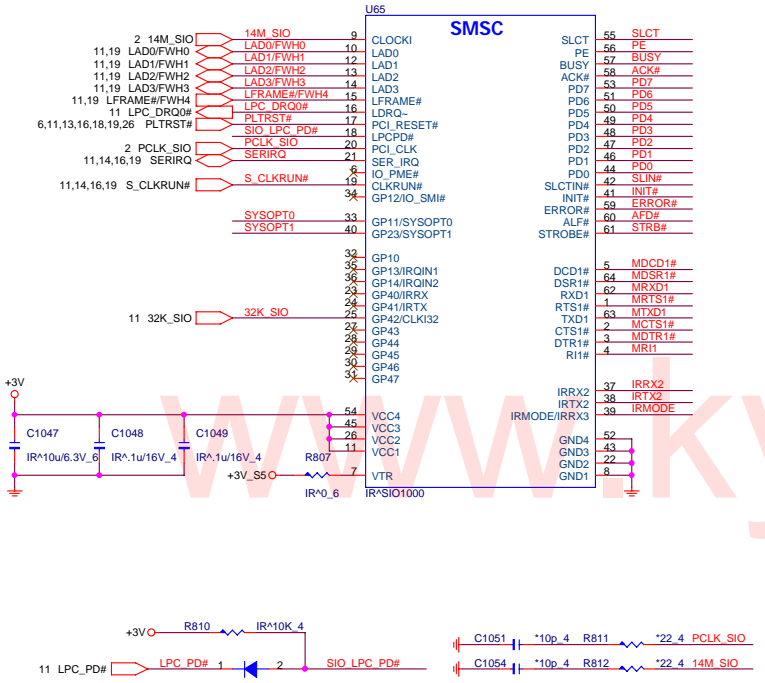 U65
SMSC
2 14M_SIO 14M_SIO 9 CLOCKI SLCT 55 SLCT
11,19 LAD0/FWH0 LAD0/FWH0 10 LAD0 PE 56 PE
11,19 LAD1/FWH1 LAD1/FWH1 12 LAD1 BUSY 57 BUSY
11,19 LAD2/FWH2 LAD2/FWH2 13 LAD2 ACK# 58 ACK#
11,19 LAD3/FWH3 LAD3/FWH3 14 LAD3 PD7 53 PD7
11,19 LFRAME#/FWH4 LFRAME#/FWH4 15 LFRAME# PD6 51 PD6
11 LPC_DRQ0# LPC_DRQ0# 16 LDRQ~ PD5 50 PD5
6,11,13,16,18,19,26 PLTRST# PLTRST# 17 PCI_RESET# PD4 49 PD4
SIO_LPC_PD# 18 LPCPD# PD3 48 PD3
2 PCLK_SIO PCLK_SIO 20 PCI_CLK PD2 47 PD2
11,14,16,19 SERIRQ SERIRQ 21 SER_IRQ PD1 46 PD1
6 IO_PME# PD0 44 PD0
11,14,16,19 S_CLKRUN# S_CLKRUN# 19 CLKRUN# SLCTIN# 42 SLIN#
34 GP12/IO_SMI# INIT# 41 INIT#
ERROR# 59 ERROR#
SYSOPT0 33 GP11/SYSOPT0 ALF# 60 AFD#
SYSOPT1 40 GP23/SYSOPT1 STROBE# 61 STRB#
32 GP10
35 GP13/IRQIN1 DCD1# 5 MDCD1#
36 GP14/IRQIN2 DSR1# 64 MDSR1#
23 GP40/IRRX RXD1 62 MRXD1
24 GP41/IRTX RTS1# 1 MRTS1#
11 32K_SIO 32K_SIO 25 GP42/CLKI32 TXD1 63 MTXD1
27 GP43 CTS1# 2 MCTS1#
28 GP44 DTR1# 3 MDTR1#
29 GP45 RI1# 4 MRI1
30 GP46
31 GP47
IRRX2 37 IRRX2
IRTX2 38 IRTX2
IRMODE/IRRX3 39 IRMODE
+3V
54 VCC4
45 VCC3 GND4 52
26 VCC2 GND3 43
11 VCC1 GND2 22
7 VTR GND1 8
C1047 C1048 C1049 R807
IR^10u/6.3V_6 IR^.1u/16V_4 IR^.1u/16V_4
+3V_S5
IR^0_6
IR^SIO1000
www.ky
+3V R810 IR^10K_4
11 LPC_PD# LPC_PD# 1 2 SIO_LPC_PD#
C1051 *10p_4 R811 *22_4 PCLK_SIO
C1054 *10p_4 R812 *22_4 14M_SIO